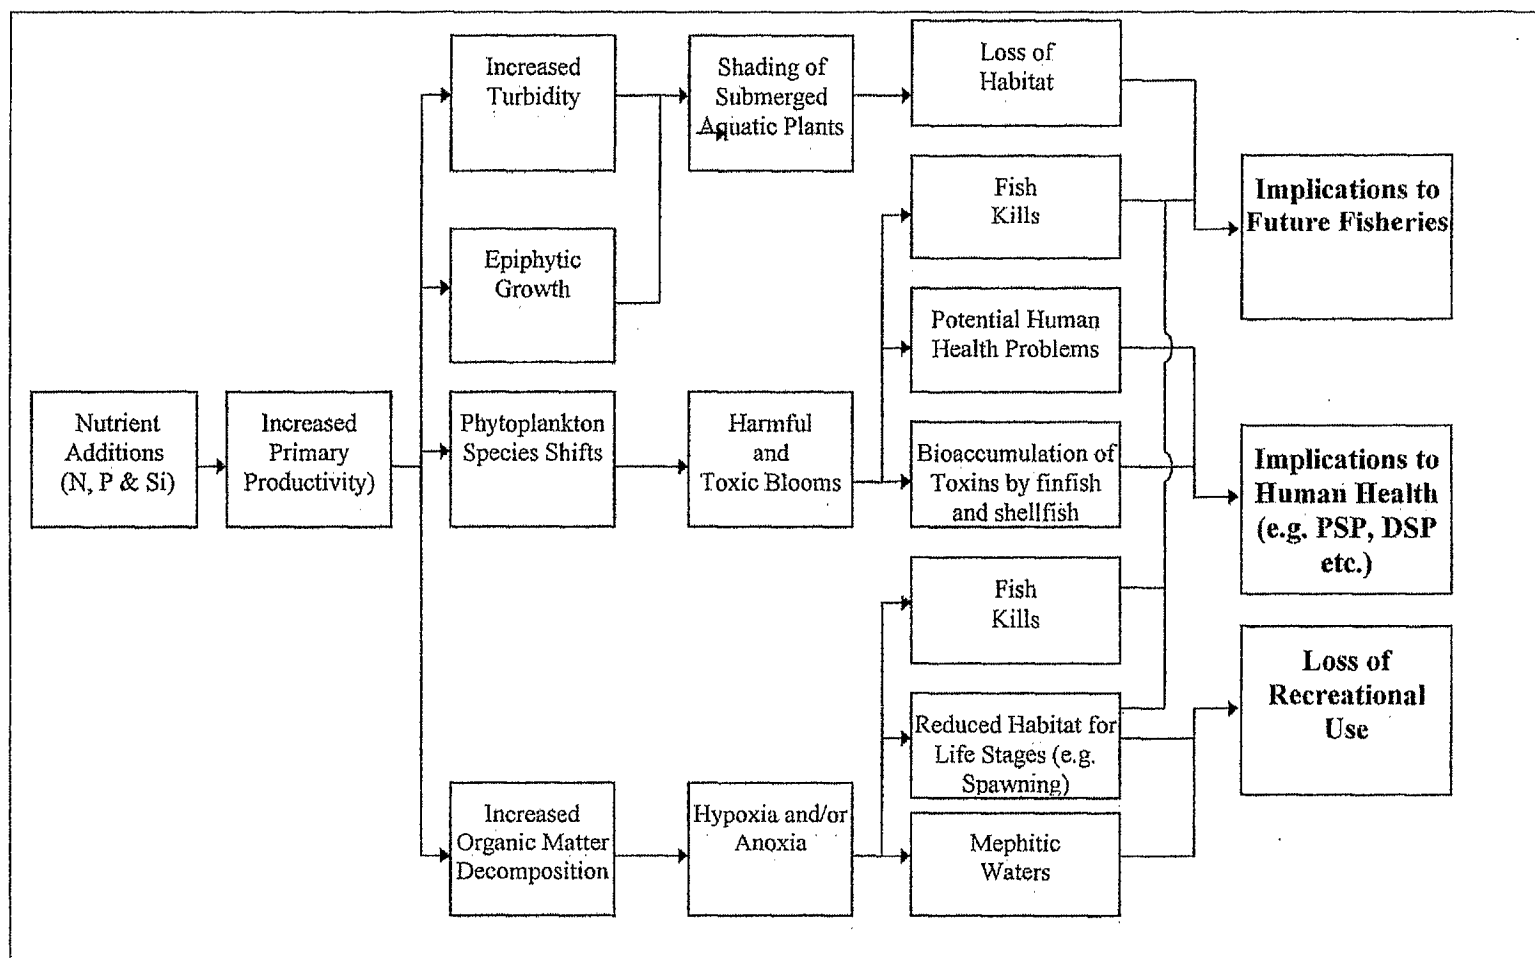 Increased
Turbidity
Shading of
Submerged
Aquatic Plants
Loss of
Habitat
Fish
Kills
Implications to
Future Fisheries
Epiphytic
Growth
Potential Human
Health Problems
Nutrient
Additions
(N, P & Si)
Increased
Primary
Productivity)
Phytoplankton
Species Shifts
Harmful
and
Toxic Blooms
Bioaccumulation of
Toxins by finfish
and shellfish
Implications to
Human Health
(e.g. PSP, DSP
etc.)
Fish
Kills
Reduced Habitat for
Life Stages (e.g.
Spawning)
Loss of
Recreational
Use
Increased
Organic Matter
Decomposition
Hypoxia and/or
Anoxia
Mephitic
Waters